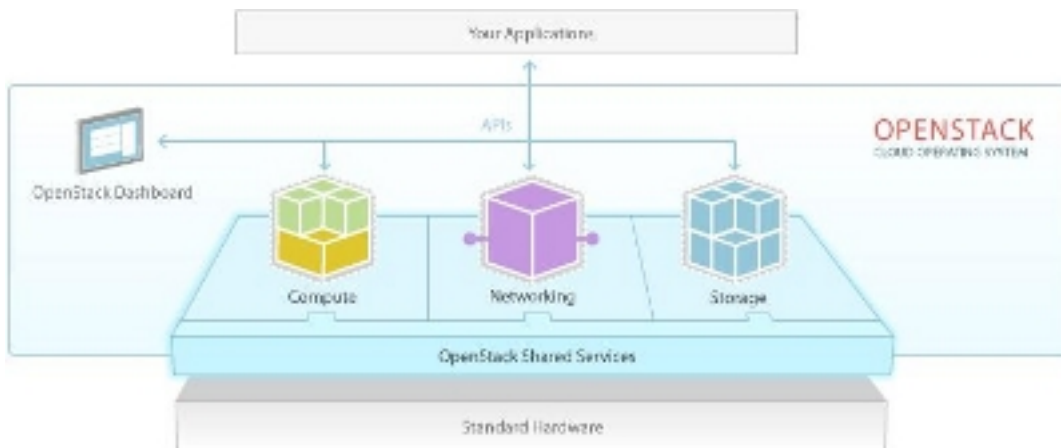 Your Applications
APIs
OPENSTACK
CLOUD OPERATING SYSTEM
OpenStack Dashboard
Compute
Networking
Storage
OpenStack Shared Services
Standard Hardware